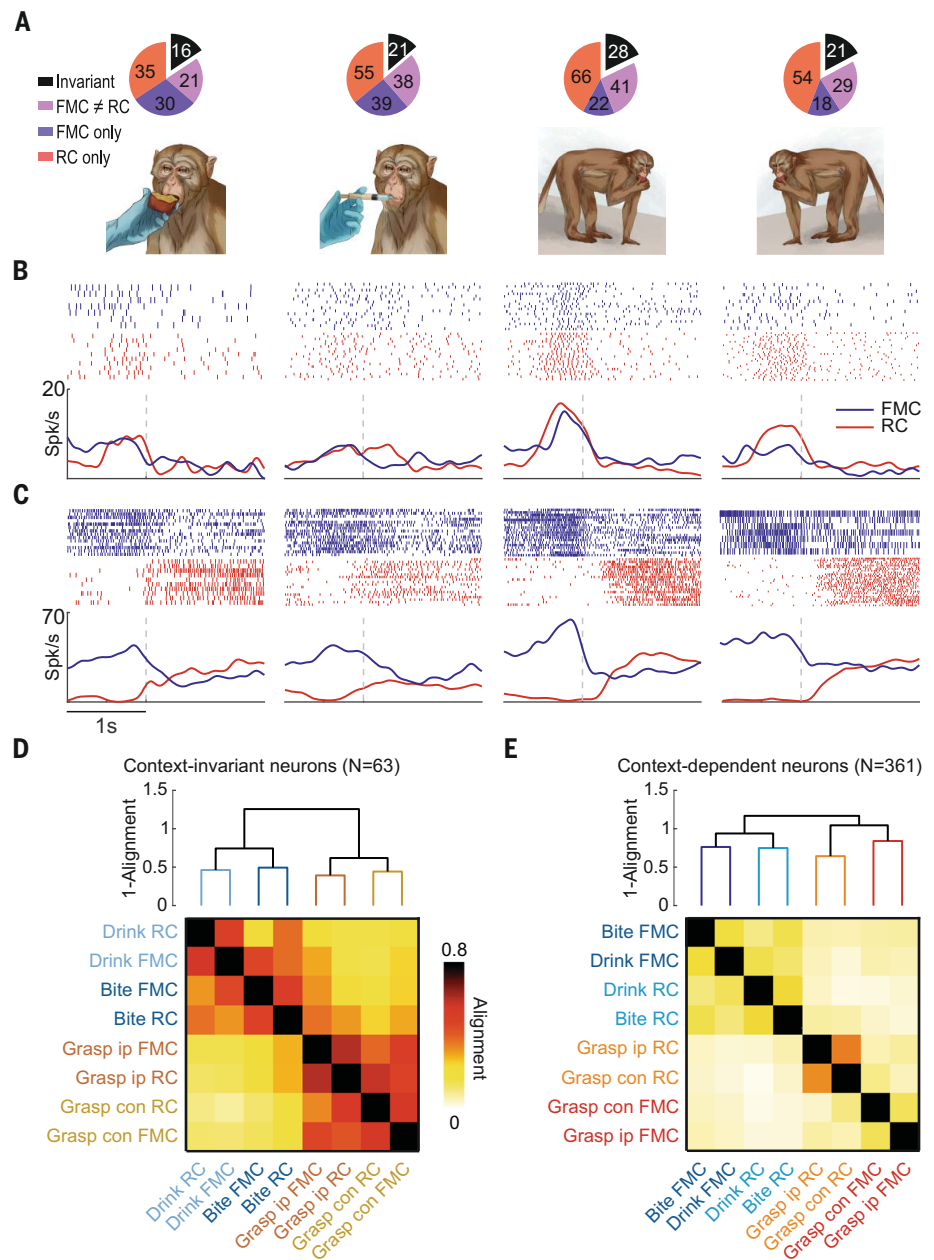 A
Invariant
FMC ≠ RC
FMC only
RC only
16
21
30
35
21
38
39
55
28
41
22
66
21
29
18
54
B
20
Spk/s
FMC
RC
C
70
Spk/s
1s
D
Context-invariant neurons (N=63)
1.5
1
0.5
0
1-Alignment
Drink RC
Drink FMC
Bite FMC
Bite RC
Grasp ip FMC
Grasp ip RC
Grasp con RC
Grasp con FMC
Drink RC
Drink FMC
Bite FMC
Bite RC
Grasp ip FMC
Grasp ip RC
Grasp con RC
Grasp con FMC
0.8
Alignment
0
E
Context-dependent neurons (N=361)
1.5
1
0.5
0
1-Alignment
Bite FMC
Drink FMC
Drink RC
Bite RC
Grasp ip RC
Grasp con RC
Grasp con FMC
Grasp ip FMC
Bite FMC
Drink FMC
Drink RC
Bite RC
Grasp ip RC
Grasp con RC
Grasp con FMC
Grasp ip FMC